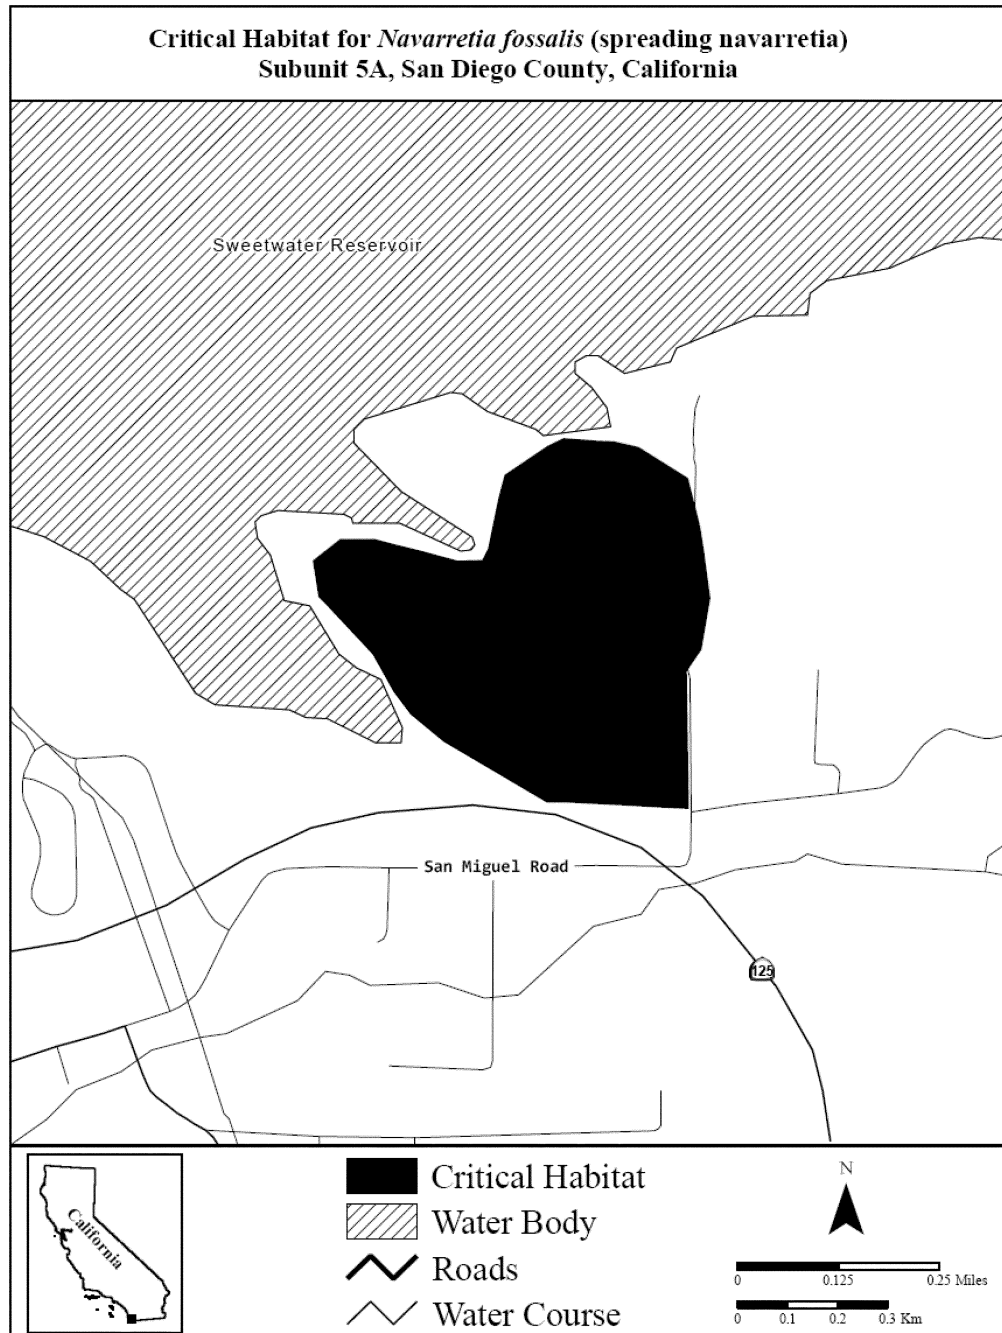 Critical Habitat for Navarretia fossalis (spreading navarretia)
Subunit 5A, San Diego County, California
Sweetwater Reservoir
San Miguel Road
125
California
Critical Habitat
Water Body
Roads
Water Course
N
0 0.125 0.25 Miles
0 0.1 0.2 0.3 Km